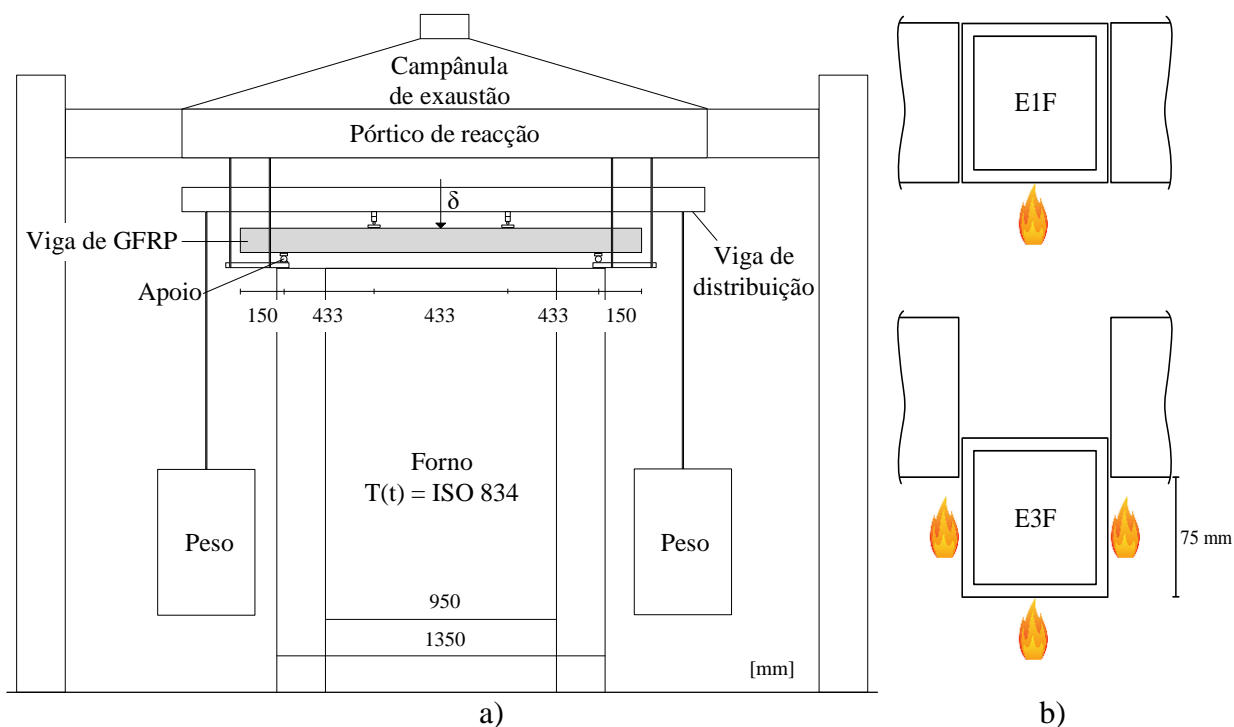 Campânula
de exaustão
Pórtico de reacção
δ
Viga de GFRP
Apoio
Viga de
distribuição
150
433
433
433
150
Forno
T(t) = ISO 834
Peso
Peso
950
1350
[mm]
a)
E1F
E3F
75 mm
b)